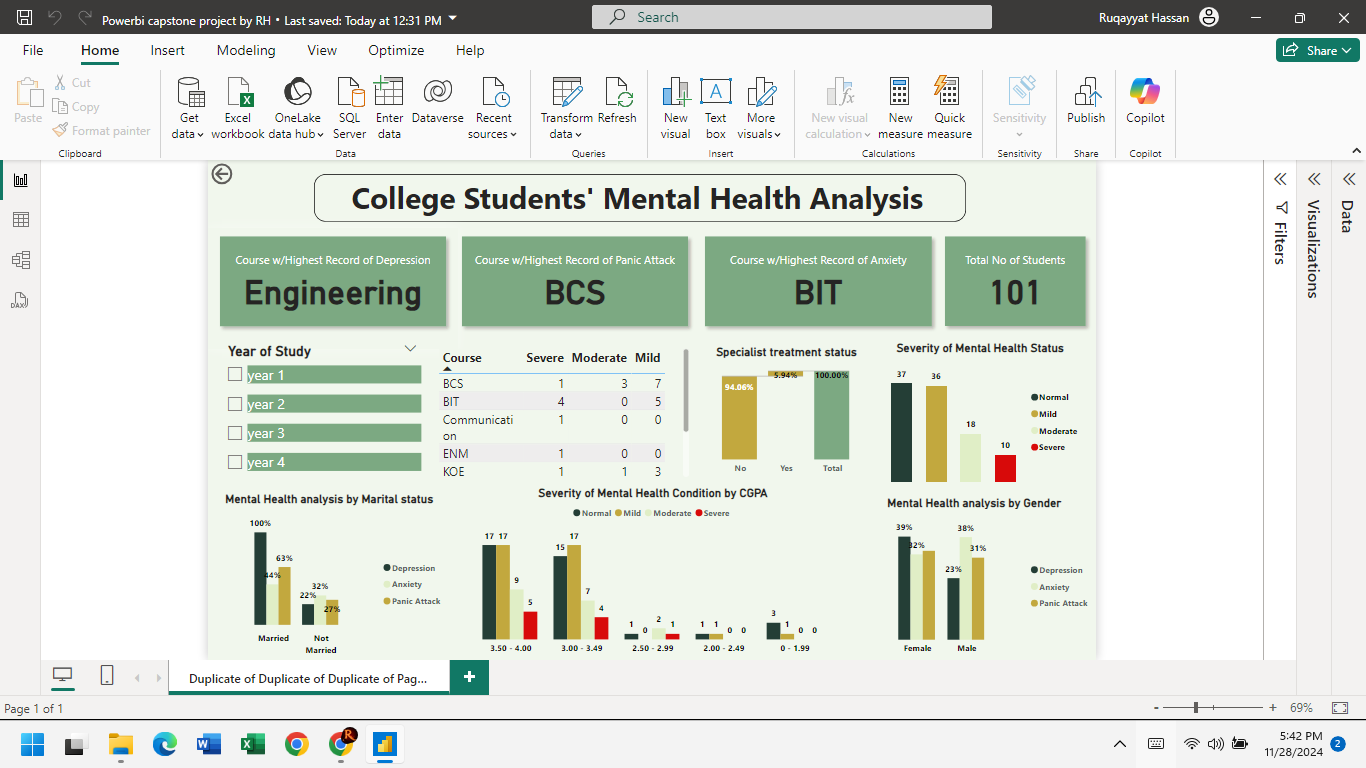 Powerbi capstone project by RH • Last saved: Today at 12:31 PM
Search
Ruqayyat Hassan
File Home Insert Modeling View Optimize Help
Share
Paste
Cut
Copy
Format painter
Clipboard
Get data
Excel workbook
OneLake data hub
SQL Server
Enter data
Dataverse
Recent sources
Data
Transform data
Refresh
Queries
New visual
Text box
More visuals
Insert
New visual calculation
New measure
Quick measure
Calculations
Sensitivity
Sensitivity
Publish
Share
Copilot
Copilot
DAX
College Students' Mental Health Analysis
Course w/Highest Record of Depression
Engineering
Course w/Highest Record of Panic Attack
BCS
Course w/Highest Record of Anxiety
BIT
Total No of Students
101
Year of Study
year 1
year 2
year 3
year 4
Course Severe Moderate Mild
BCS 1 3 7
BIT 4 0 5
Communicati
on 1 0 0
ENM 1 0 0
KOE 1 1 3
Specialist treatment status
94.06% 5.94% 100.00%
No Yes Total
Severity of Mental Health Status
37 36 18 10
Normal
Mild
Moderate
Severe
Mental Health analysis by Marital status
100% 44% 63%
22% 32% 27%
Married
Not Married
Depression
Anxiety
Panic Attack
Severity of Mental Health Condition by CGPA
Normal Mild Moderate Severe
17 17 9 5
15 17 7 4
1 0 2 1
1 1 0 0
3 1 0 0
3.50 - 4.00 3.00 - 3.49 2.50 - 2.99 2.00 - 2.49 0 - 1.99
Mental Health analysis by Gender
39% 32%
23% 38% 31%
Female Male
Depression
Anxiety
Panic Attack
Filters
Visualizations
Data
Duplicate of Duplicate of Duplicate of Pag...
+
Page 1 of 1
- + 69%
R
5:42 PM
11/28/2024
2